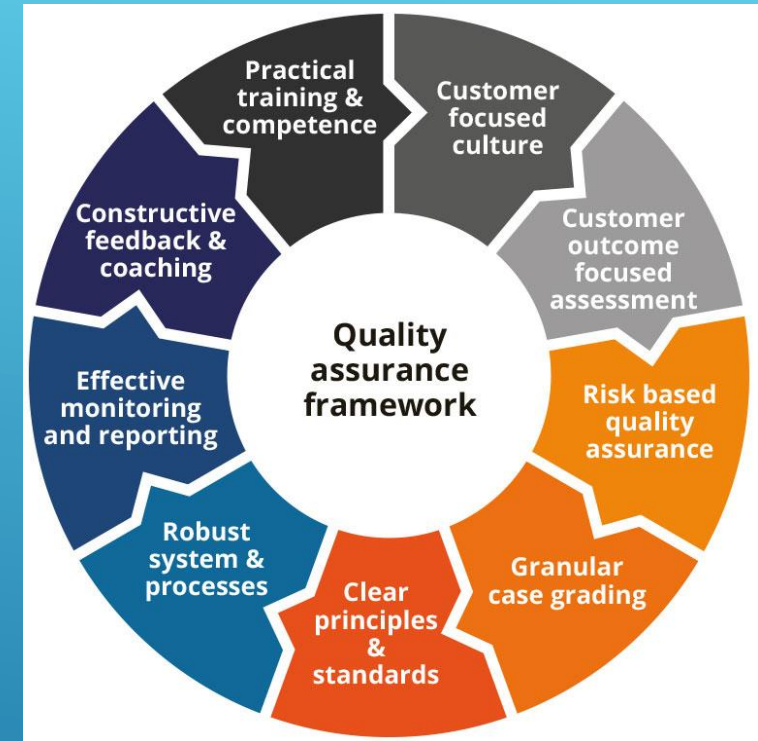 Practical
training &
competence
Customer
focused
culture
Customer
outcome
focused
assessment
Risk based
quality
assurance
Granular
case grading
Clear
principles
&
standards
Robust
system &
processes
Effective
monitoring
and reporting
Constructive
feedback &
coaching
Quality
assurance
framework